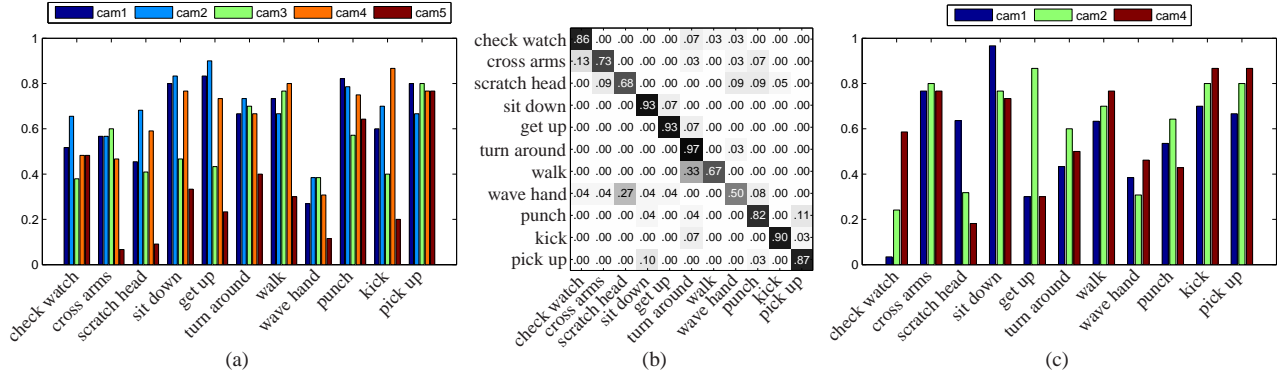 cam1 cam2 cam3 cam4 cam5
1
0.8
0.6
0.4
0.2
0
check watch
cross arms
scratch head
sit down
get up
turn around
walk
wave hand
punch
kick
pick up
(a)
check watch .86 .00 .00 .00 .00 .07 .03 .03 .00 .00 .00
cross arms .13 .73 .00 .00 .00 .03 .00 .03 .07 .00 .00
scratch head .00 .09 .68 .00 .00 .00 .00 .09 .09 .05 .00
sit down .00 .00 .00 .93 .07 .00 .00 .00 .00 .00 .00
get up .00 .00 .00 .00 .93 .07 .00 .00 .00 .00 .00
turn around .00 .00 .00 .00 .00 .97 .00 .03 .00 .00 .00
walk .00 .00 .00 .00 .00 .33 .67 .00 .00 .00 .00
wave hand .04 .04 .27 .04 .04 .00 .00 .50 .08 .00 .00
punch .00 .00 .04 .00 .04 .00 .00 .00 .82 .00 .11
kick .00 .00 .00 .00 .00 .07 .00 .00 .00 .90 .03
pick up .00 .00 .00 .10 .00 .00 .00 .00 .03 .00 .87
check watch
cross arms
scratch head
sit down
get up
turn around
walk
wave hand
punch
kick
pick up
(b)
cam1 cam2 cam4
1
0.8
0.6
0.4
0.2
0
check watch
cross arms
scratch head
sit down
get up
turn around
walk
wave hand
punch
kick
pick up
(c)